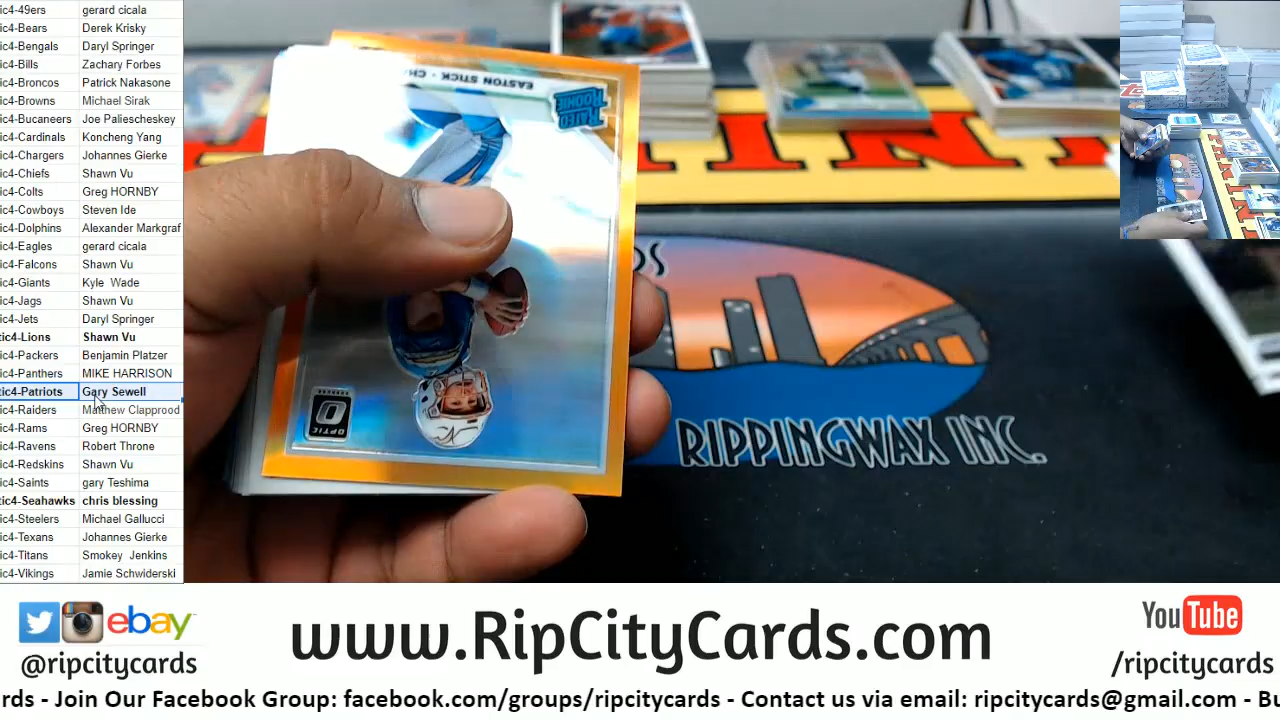 ic4-49ers gerard cicala
ic4-Bears Derek Krisky
ic4-Bengals Daryl Springer
ic4-Bills Zachary Forbes
ic4-Broncos Patrick Nakasone
ic4-Browns Michael Sirak
ic4-Bucaneers Joe Paliescheskey
ic4-Cardinals Koncheng Yang
ic4-Chargers Johannes Gierke
ic4-Chiefs Shawn Vu
ic4-Colts Greg HORNBY
ic4-Cowboys Steven Ide
ic4-Dolphins Alexander Markgraf
ic4-Eagles gerard cicala
ic4-Falcons Shawn Vu
ic4-Giants Kyle Wade
ic4-Jags Shawn Vu
ic4-Jets Daryl Springer
tic4-Lions Shawn Vu
ic4-Packers Benjamin Platzer
ic4-Panthers MIKE HARRISON
tic4-Patriots Gary Sewell
ic4-Raiders Matthew Clapprood
ic4-Rams Greg HORNBY
ic4-Ravens Robert Throne
ic4-Redskins Shawn Vu
ic4-Saints gary Teshima
tic4-Seahawks chris blessing
ic4-Steelers Michael Gallucci
ic4-Texans Johannes Gierke
ic4-Titans Smokey Jenkins
ic4-Vikings Jamie Schwiderski
EASTON STICK - CH
RATED ROOKIE
OPTIC
RIPPINGWAX INC.
ebay
@ripcitycards
www.RipCityCards.com
YouTube
/ripcitycards
rds - Join Our Facebook Group: facebook.com/groups/ripcitycards - Contact us via email: ripcitycards@gmail.com - Bu